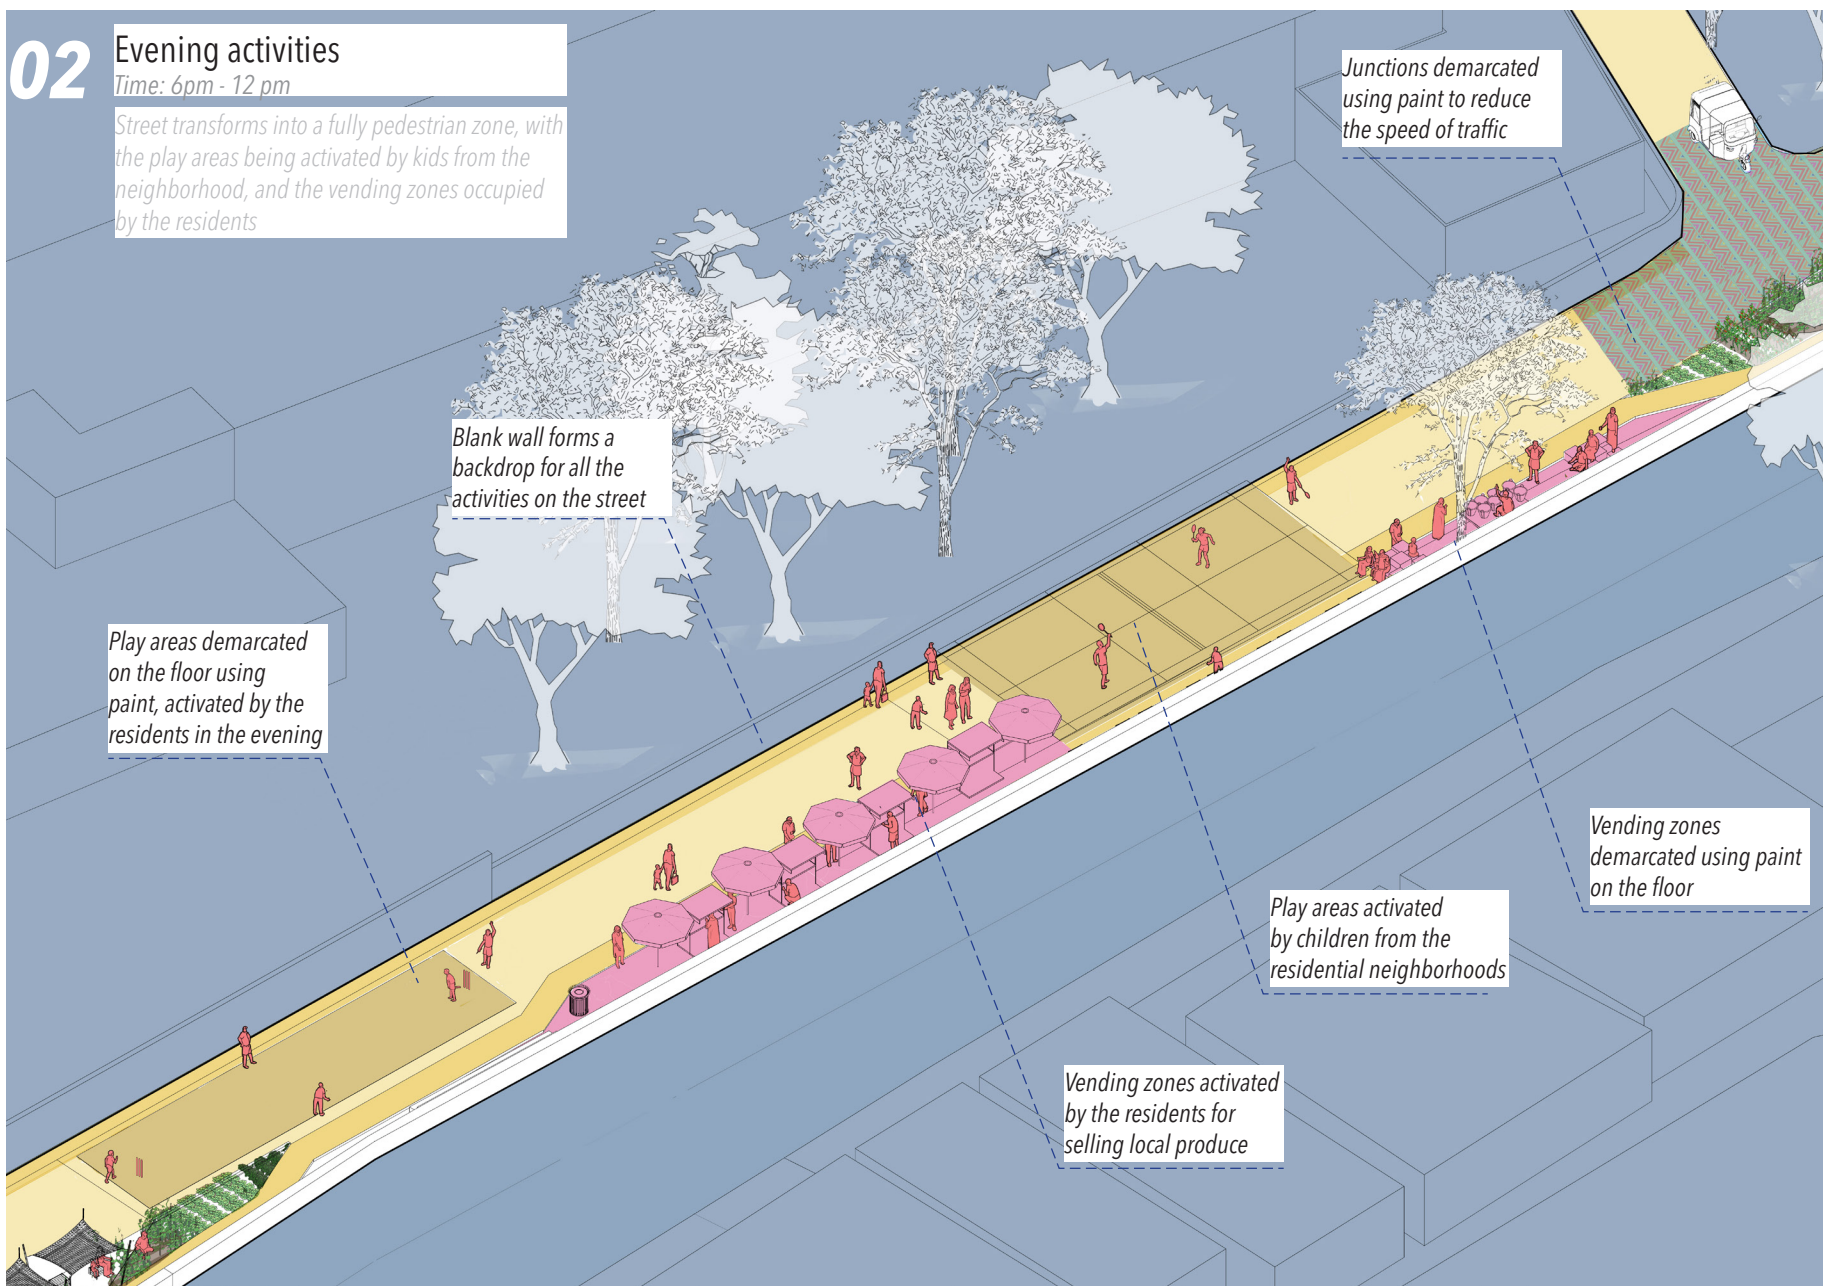 02
Evening activities
Time: 6pm - 12 pm
Street transforms into a fully pedestrian zone, with
the play areas being activated by kids from the
neighborhood, and the vending zones occupied
by the residents
Junctions demarcated
using paint to reduce
the speed of traffic
Blank wall forms a
backdrop for all the
activities on the street
Play areas demarcated
on the floor using
paint, activated by the
residents in the evening
Vending zones
demarcated using paint
on the floor
Play areas activated
by children from the
residential neighborhoods
Vending zones activated
by the residents for
selling local produce